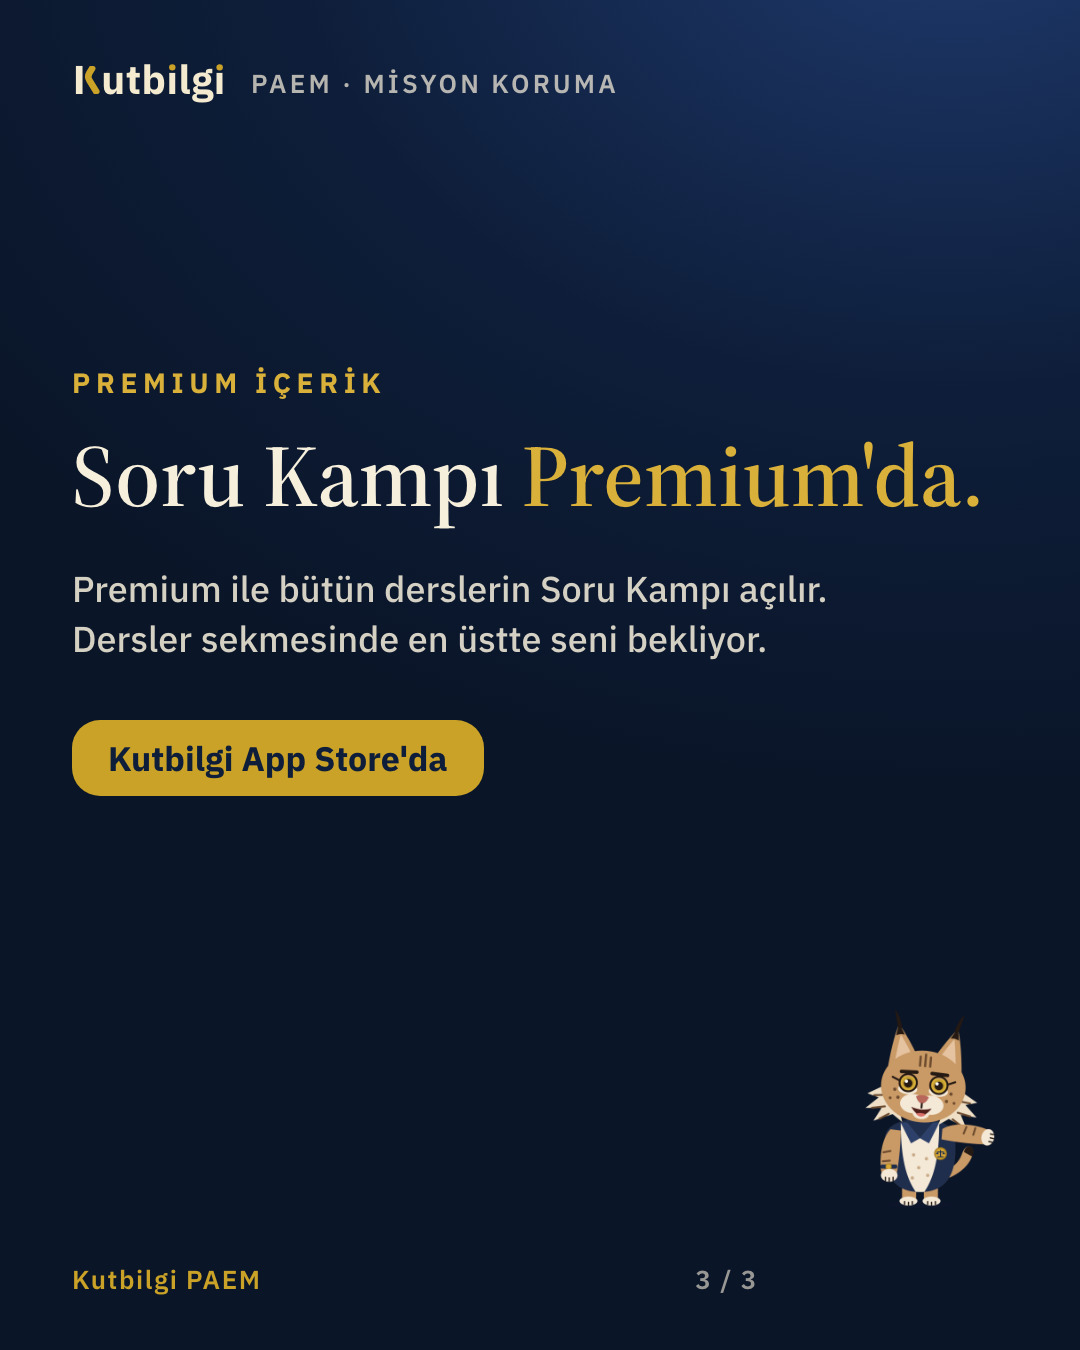 Kutbilgi PAEM · MİSYON KORUMA
PREMIUM İÇERİK
Soru Kampı Premium'da.
Premium ile bütün derslerin Soru Kampı açılır.
Dersler sekmesinde en üstte seni bekliyor.
Kutbilgi App Store'da
Kutbilgi PAEM
3 / 3